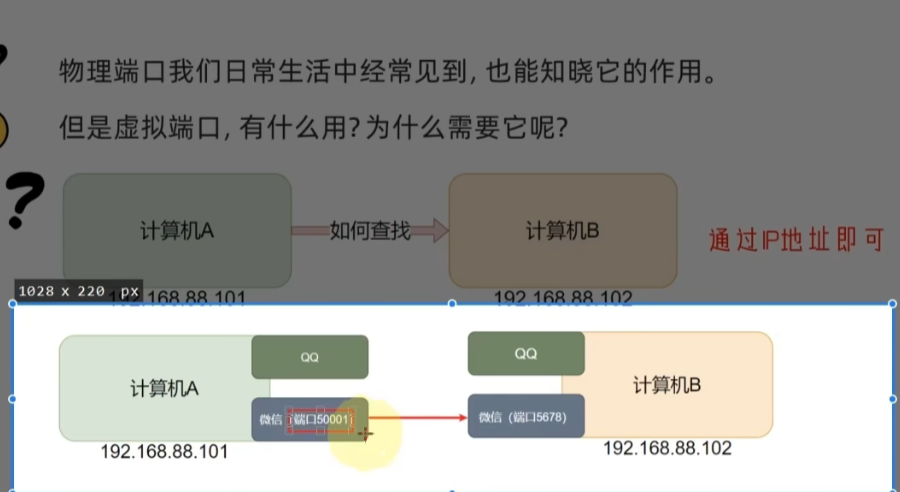 物理端口我们日常生活中经常见到,也能知晓它的作用。
但是虚拟端口,有什么用?为什么需要它呢?
?
计算机A
如何查找
计算机B
通过IP地址即可
1028 x 220 px
192.168.88.101
192.168.88.102
QQ
QQ
计算机A
计算机B
微信(端口50001)
微信(端口5678)
192.168.88.101
192.168.88.102